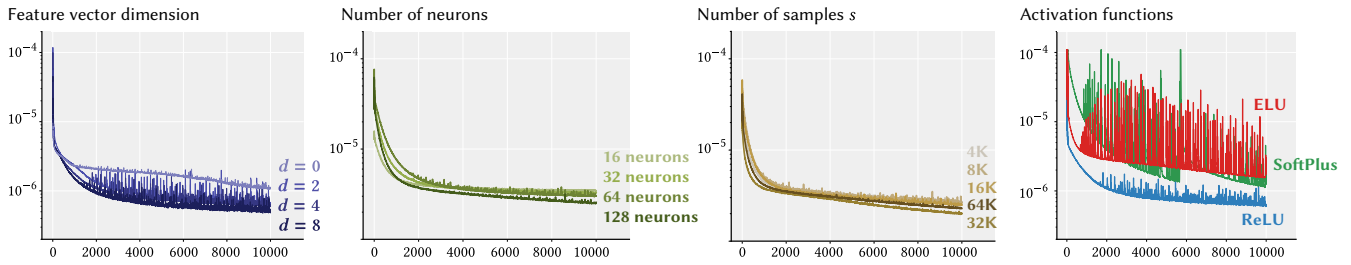 Feature vector dimension
10⁻⁴
10⁻⁵
10⁻⁶
d = 0
d = 2
d = 4
d = 8
0 2000 4000 6000 8000 10000
Number of neurons
10⁻⁴
10⁻⁵
16 neurons
32 neurons
64 neurons
128 neurons
0 2000 4000 6000 8000 10000
Number of samples s
10⁻⁴
10⁻⁵
4K
8K
16K
64K
32K
0 2000 4000 6000 8000 10000
Activation functions
10⁻⁴
10⁻⁵
10⁻⁶
ELU
SoftPlus
ReLU
0 2000 4000 6000 8000 10000